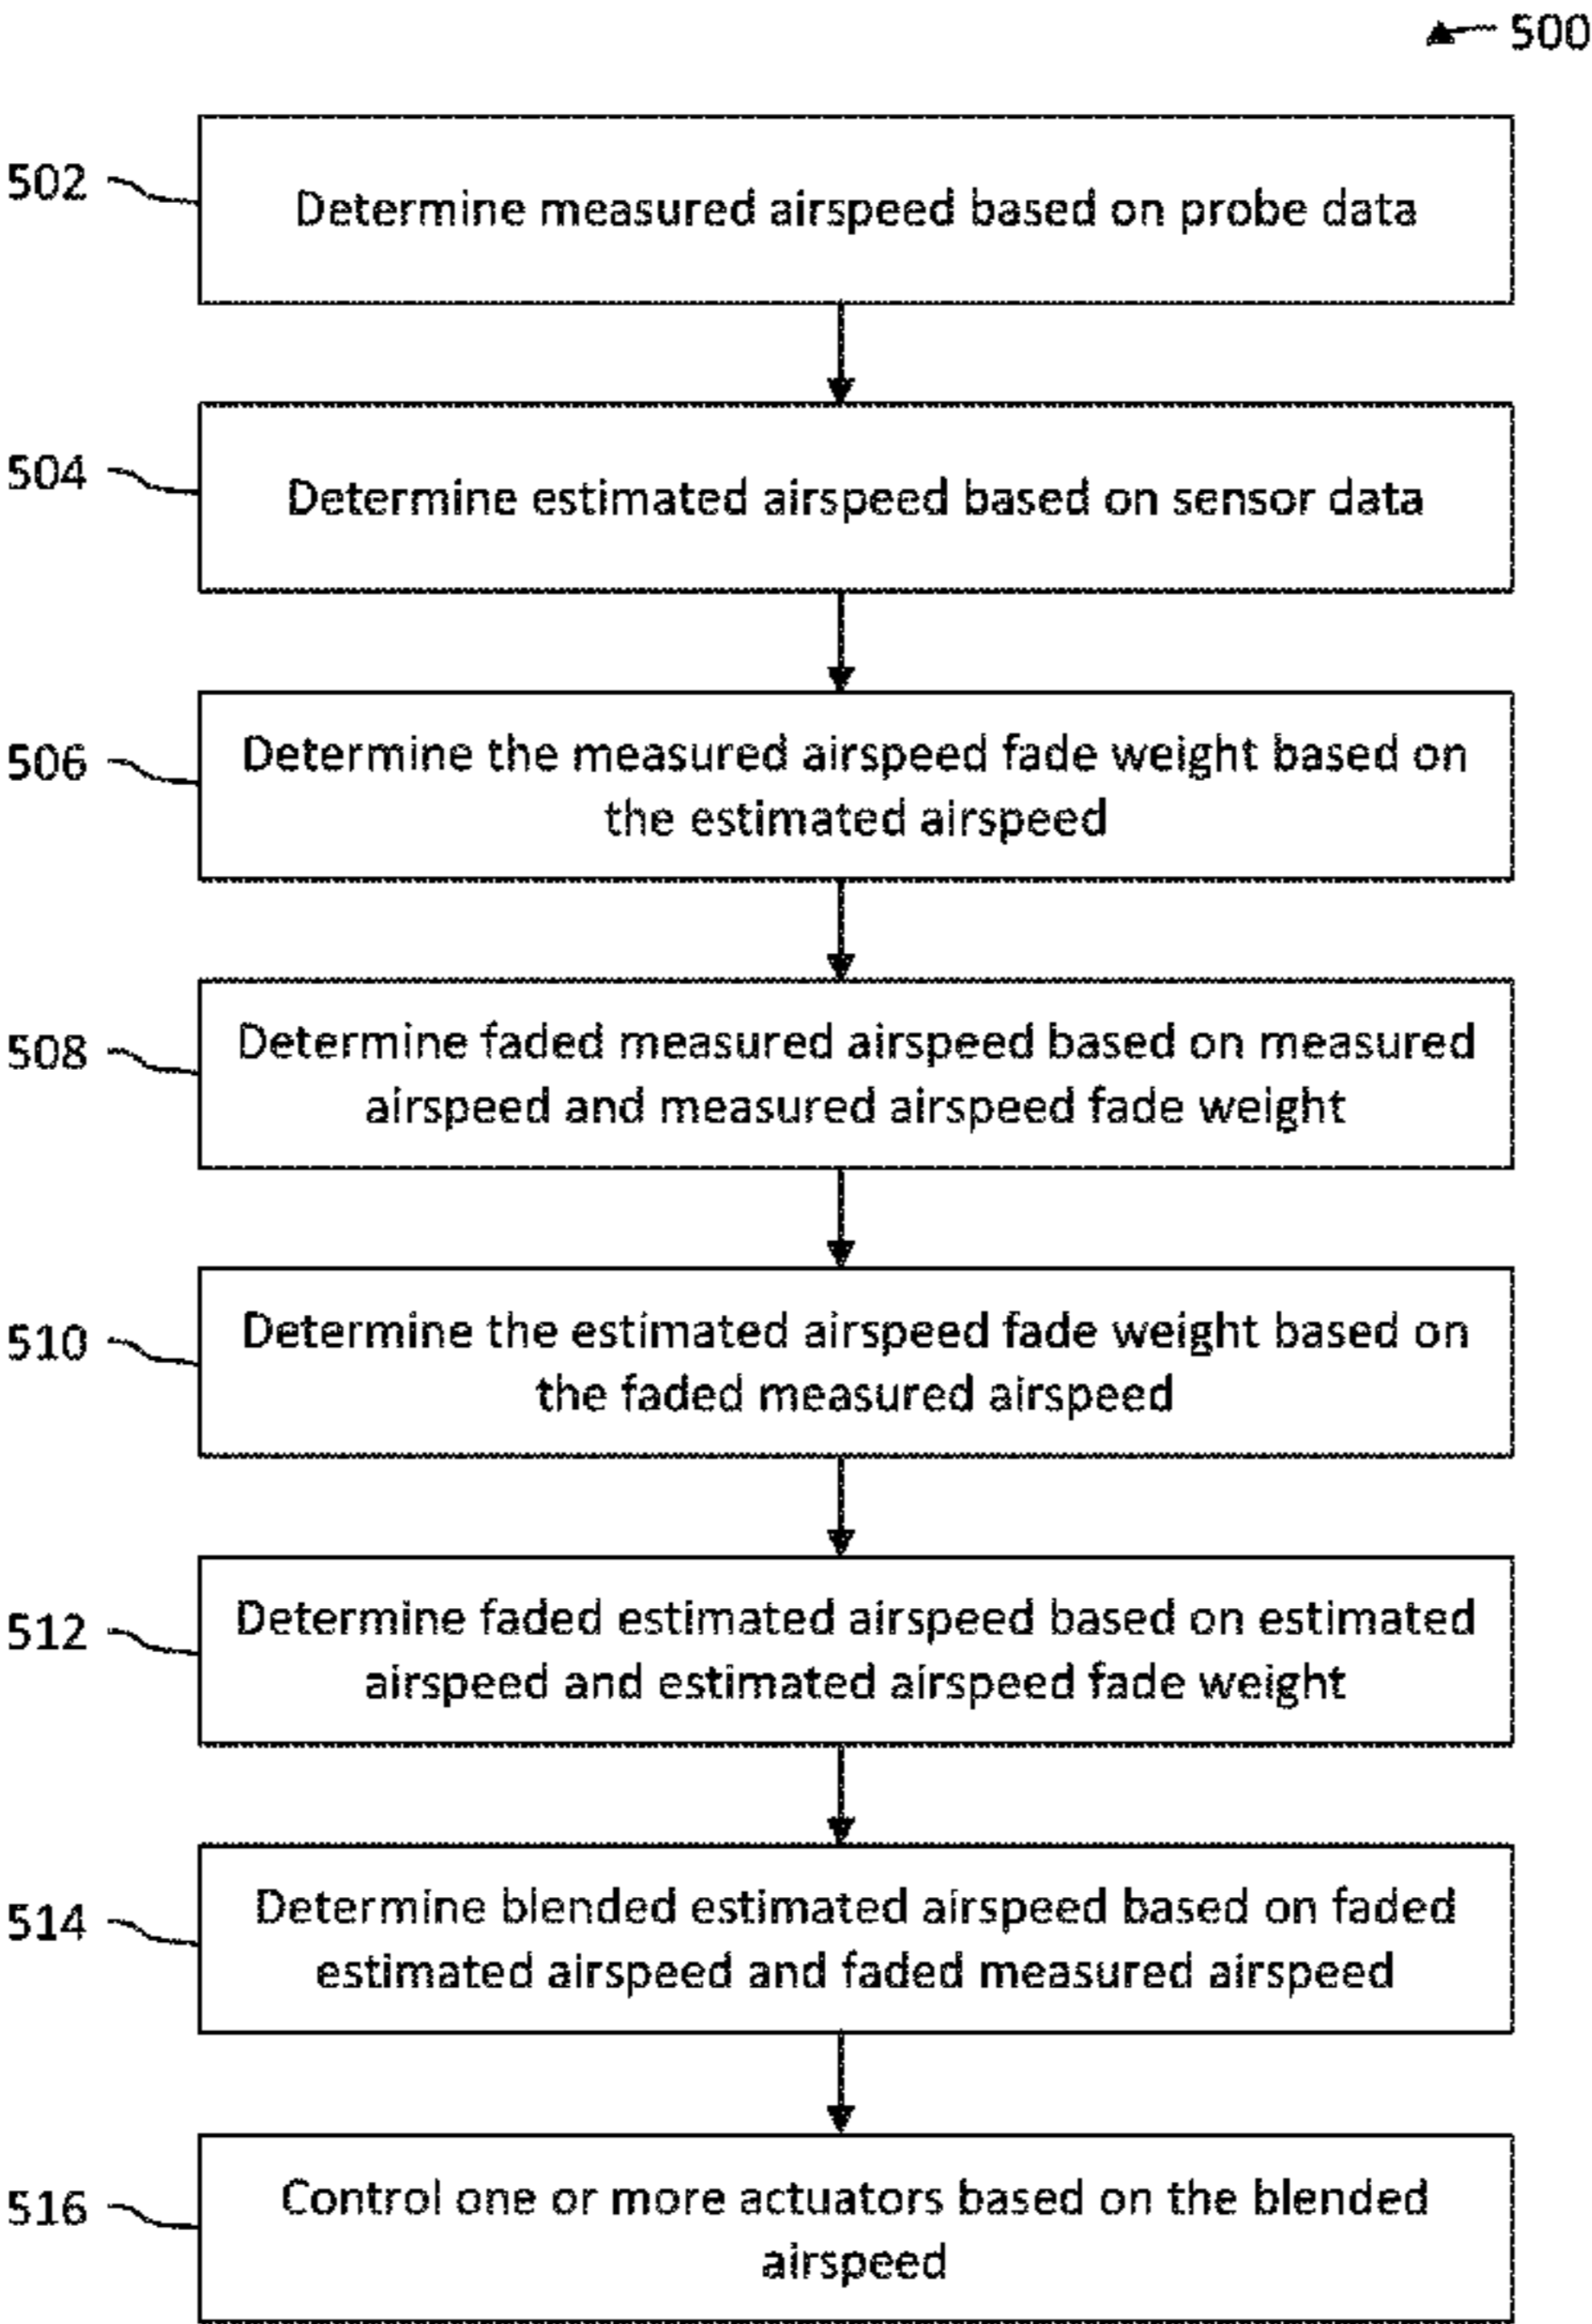 500
502
Determine measured airspeed based on probe data
504
Determine estimated airspeed based on sensor data
506
Determine the measured airspeed fade weight based on
the estimated airspeed
508
Determine faded measured airspeed based on measured
airspeed and measured airspeed fade weight
510
Determine the estimated airspeed fade weight based on
the faded measured airspeed
512
Determine faded estimated airspeed based on estimated
airspeed and estimated airspeed fade weight
514
Determine blended estimated airspeed based on faded
estimated airspeed and faded measured airspeed
516
Control one or more actuators based on the blended
airspeed